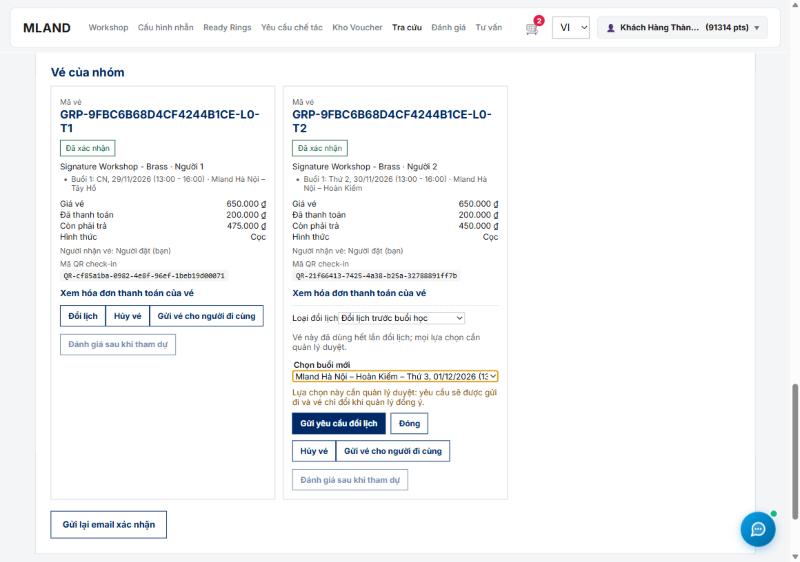 MLAND
Workshop Cấu hình nhẫn Ready Rings Yêu cầu chế tác Kho Voucher Tra cứu Đánh giá Tư vấn
2
VI
Khách Hàng Thàn... (91314 pts)
Vé của nhóm
Mã vé
GRP-9FBC6B68D4CF4244B1CE-L0-
T1
Đã xác nhận
Signature Workshop - Brass · Người 1
Buổi 1: CN, 29/11/2026 (13:00 - 16:00) · Mland Hà Nội –
Tây Hồ
Giá vé 650.000 ₫
Đã thanh toán 200.000 ₫
Còn phải trả 475.000 ₫
Hình thức Cọc
Người nhận vé: Người đặt (bạn)
Mã QR check-in
QR-cf85a1ba-0982-4e8f-96ef-1beb19d00071
Xem hóa đơn thanh toán của vé
Đổi lịch Hủy vé Gửi vé cho người đi cùng
Đánh giá sau khi tham dự
Mã vé
GRP-9FBC6B68D4CF4244B1CE-L0-
T2
Đã xác nhận
Signature Workshop - Brass · Người 2
Buổi 1: Thứ 2, 30/11/2026 (13:00 - 16:00) · Mland Hà
Nội – Hoàn Kiếm
Giá vé 650.000 ₫
Đã thanh toán 200.000 ₫
Còn phải trả 450.000 ₫
Hình thức Cọc
Người nhận vé: Người đặt (bạn)
Mã QR check-in
QR-21f66413-7425-4a38-b25a-32788891ff7b
Xem hóa đơn thanh toán của vé
Loại đổi lịch Đổi lịch trước buổi học
Vé này đã dùng hết lần đổi lịch; mọi lựa chọn cần
quản lý duyệt.
Chọn buổi mới
Mland Hà Nội – Hoàn Kiếm – Thứ 3, 01/12/2026 (13:
Lựa chọn này cần quản lý duyệt: yêu cầu sẽ được gửi
đi và vé chỉ đổi khi quản lý đồng ý.
Gửi yêu cầu đổi lịch Đóng
Hủy vé Gửi vé cho người đi cùng
Đánh giá sau khi tham dự
Gửi lại email xác nhận